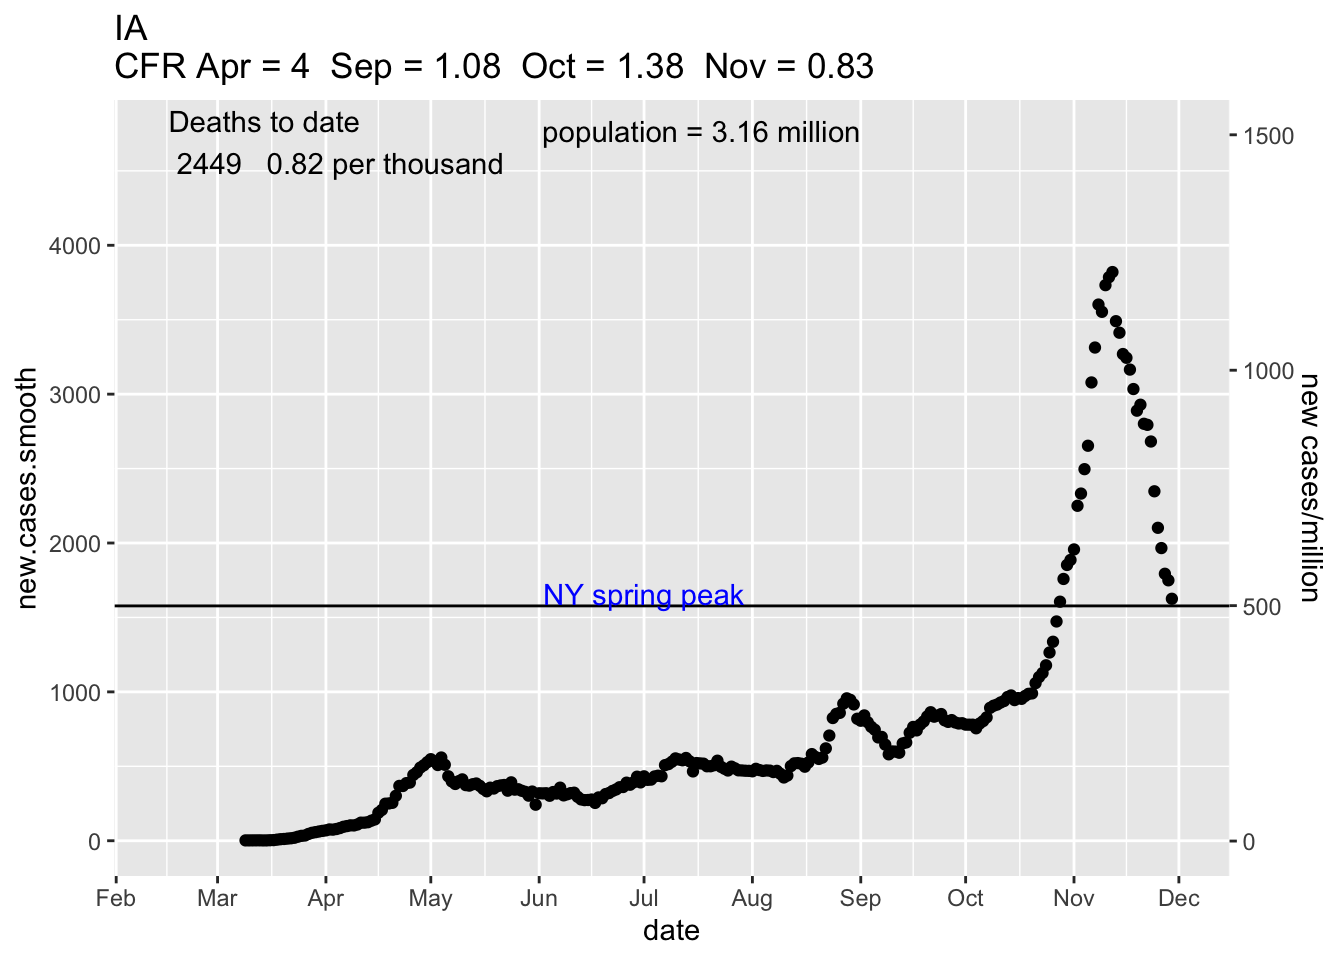 IA
CFR Apr = 4  Sep = 1.08  Oct = 1.38  Nov = 0.83
Deaths to date
2449   0.82 per thousand
population = 3.16 million
NY spring peak
new.cases.smooth
4000
3000
2000
1000
0
new cases/million
1500
1000
500
0
Feb Mar Apr May Jun Jul Aug Sep Oct Nov Dec
date